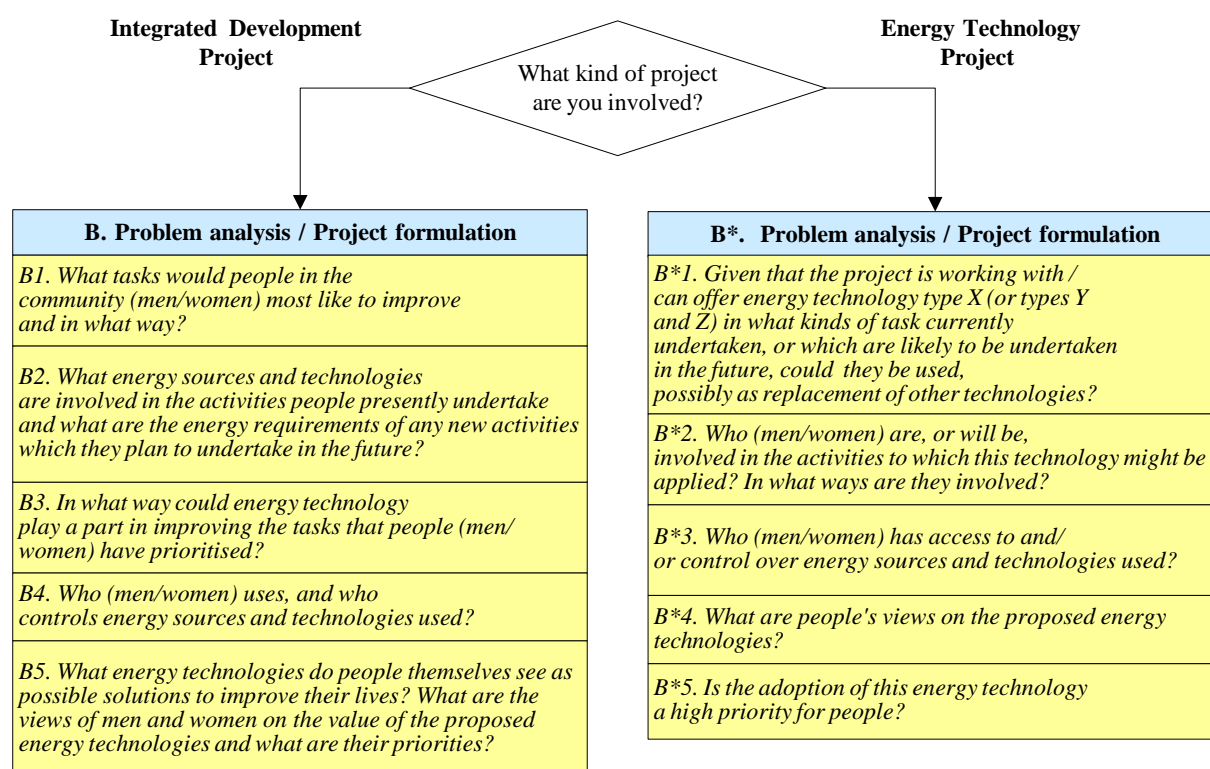 Integrated Development
Project
Energy Technology
Project
What kind of project
are you involved?
B. Problem analysis / Project formulation
B1. What tasks would people in the
community (men/women) most like to improve
and in what way?
B2. What energy sources and technologies
are involved in the activities people presently undertake
and what are the energy requirements of any new activities
which they plan to undertake in the future?
B3. In what way could energy technology
play a part in improving the tasks that people (men/
women) have prioritised?
B4. Who (men/women) uses, and who
controls energy sources and technologies used?
B5. What energy technologies do people themselves see as
possible solutions to improve their lives? What are the
views of men and women on the value of the proposed
energy technologies and what are their priorities?
B*. Problem analysis / Project formulation
B*1. Given that the project is working with /
can offer energy technology type X (or types Y
and Z) in what kinds of task currently
undertaken, or which are likely to be undertaken
in the future, could they be used,
possibly as replacement of other technologies?
B*2. Who (men/women) are, or will be,
involved in the activities to which this technology might be
applied? In what ways are they involved?
B*3. Who (men/women) has access to and/
or control over energy sources and technologies used?
B*4. What are people's views on the proposed energy
technologies?
B*5. Is the adoption of this energy technology
a high priority for people?